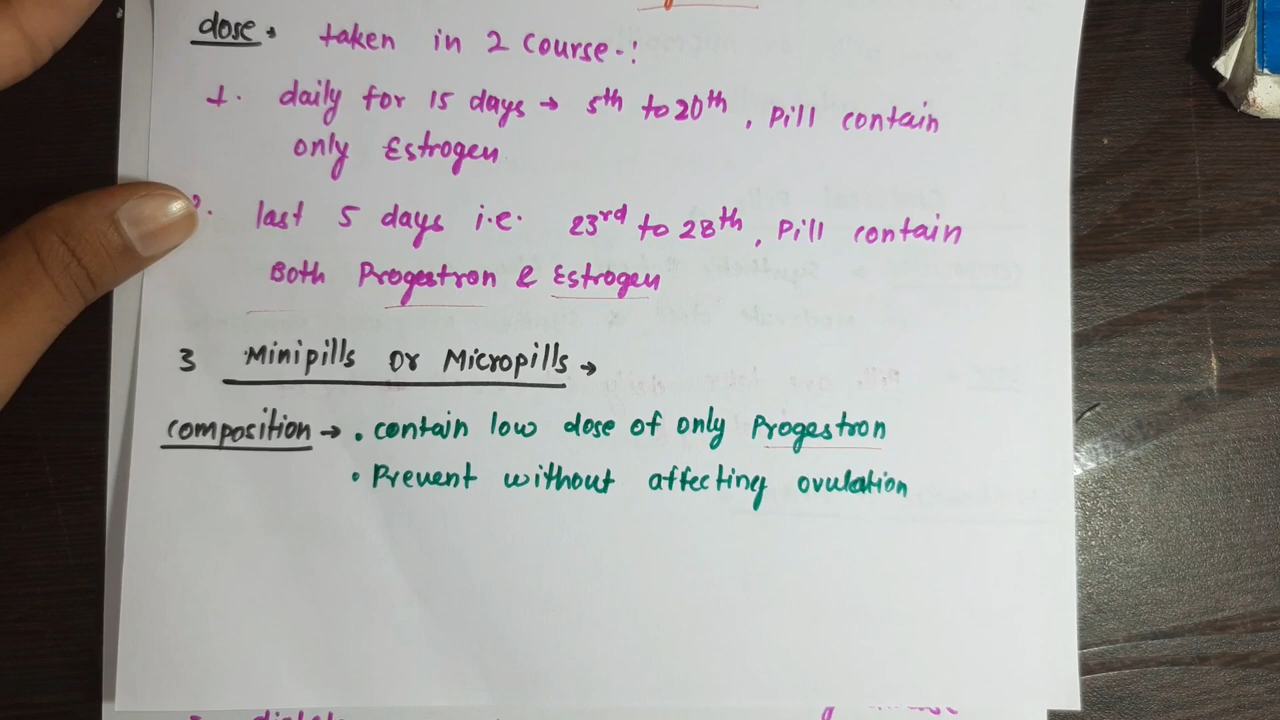 dose → taken in 2 course-:
1. daily for 15 days → 5th to 20th, Pill contain
only Estrogen
last 5 days i.e. 23rd to 28th, Pill contain
Both Progestron & Estrogen
3 Minipills or Micropills →
composition → • contain low dose of only Progestron
• Prevent without affecting ovulation